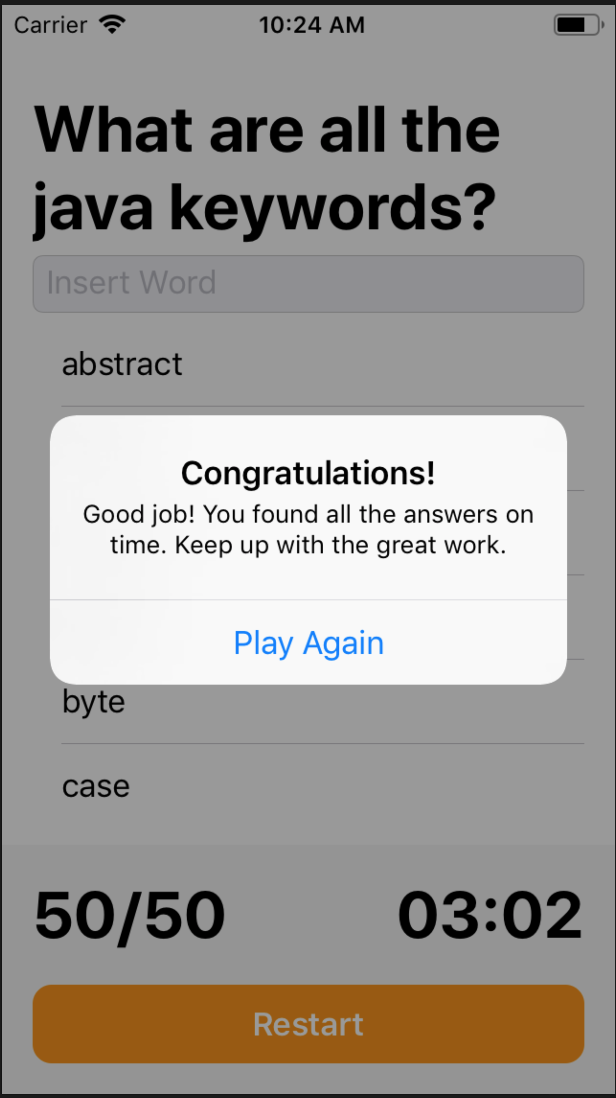 Carrier 10:24 AM
What are all the
java keywords?
Insert Word
abstract
Congratulations!
Good job! You found all the answers on
time. Keep up with the great work.
Play Again
byte
case
50/50 03:02
Restart